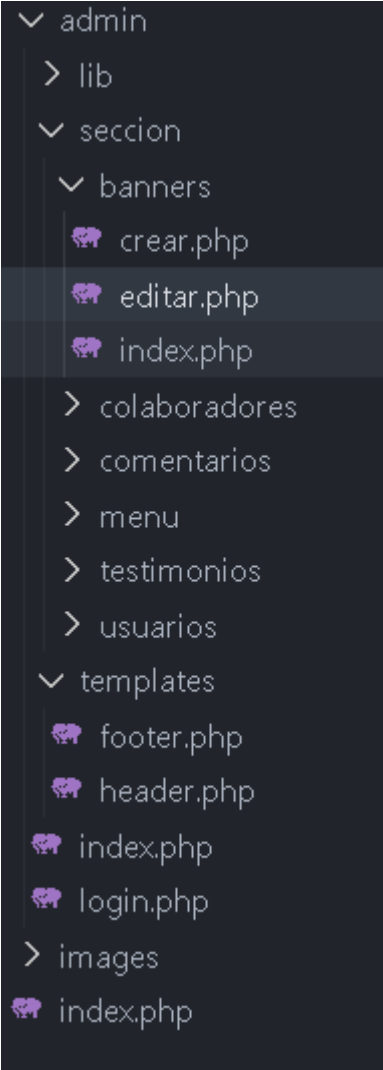 admin
lib
seccion
banners
crear.php
editar.php
index.php
colaboradores
comentarios
menu
testimonios
usuarios
templates
footer.php
header.php
index.php
login.php
images
index.php